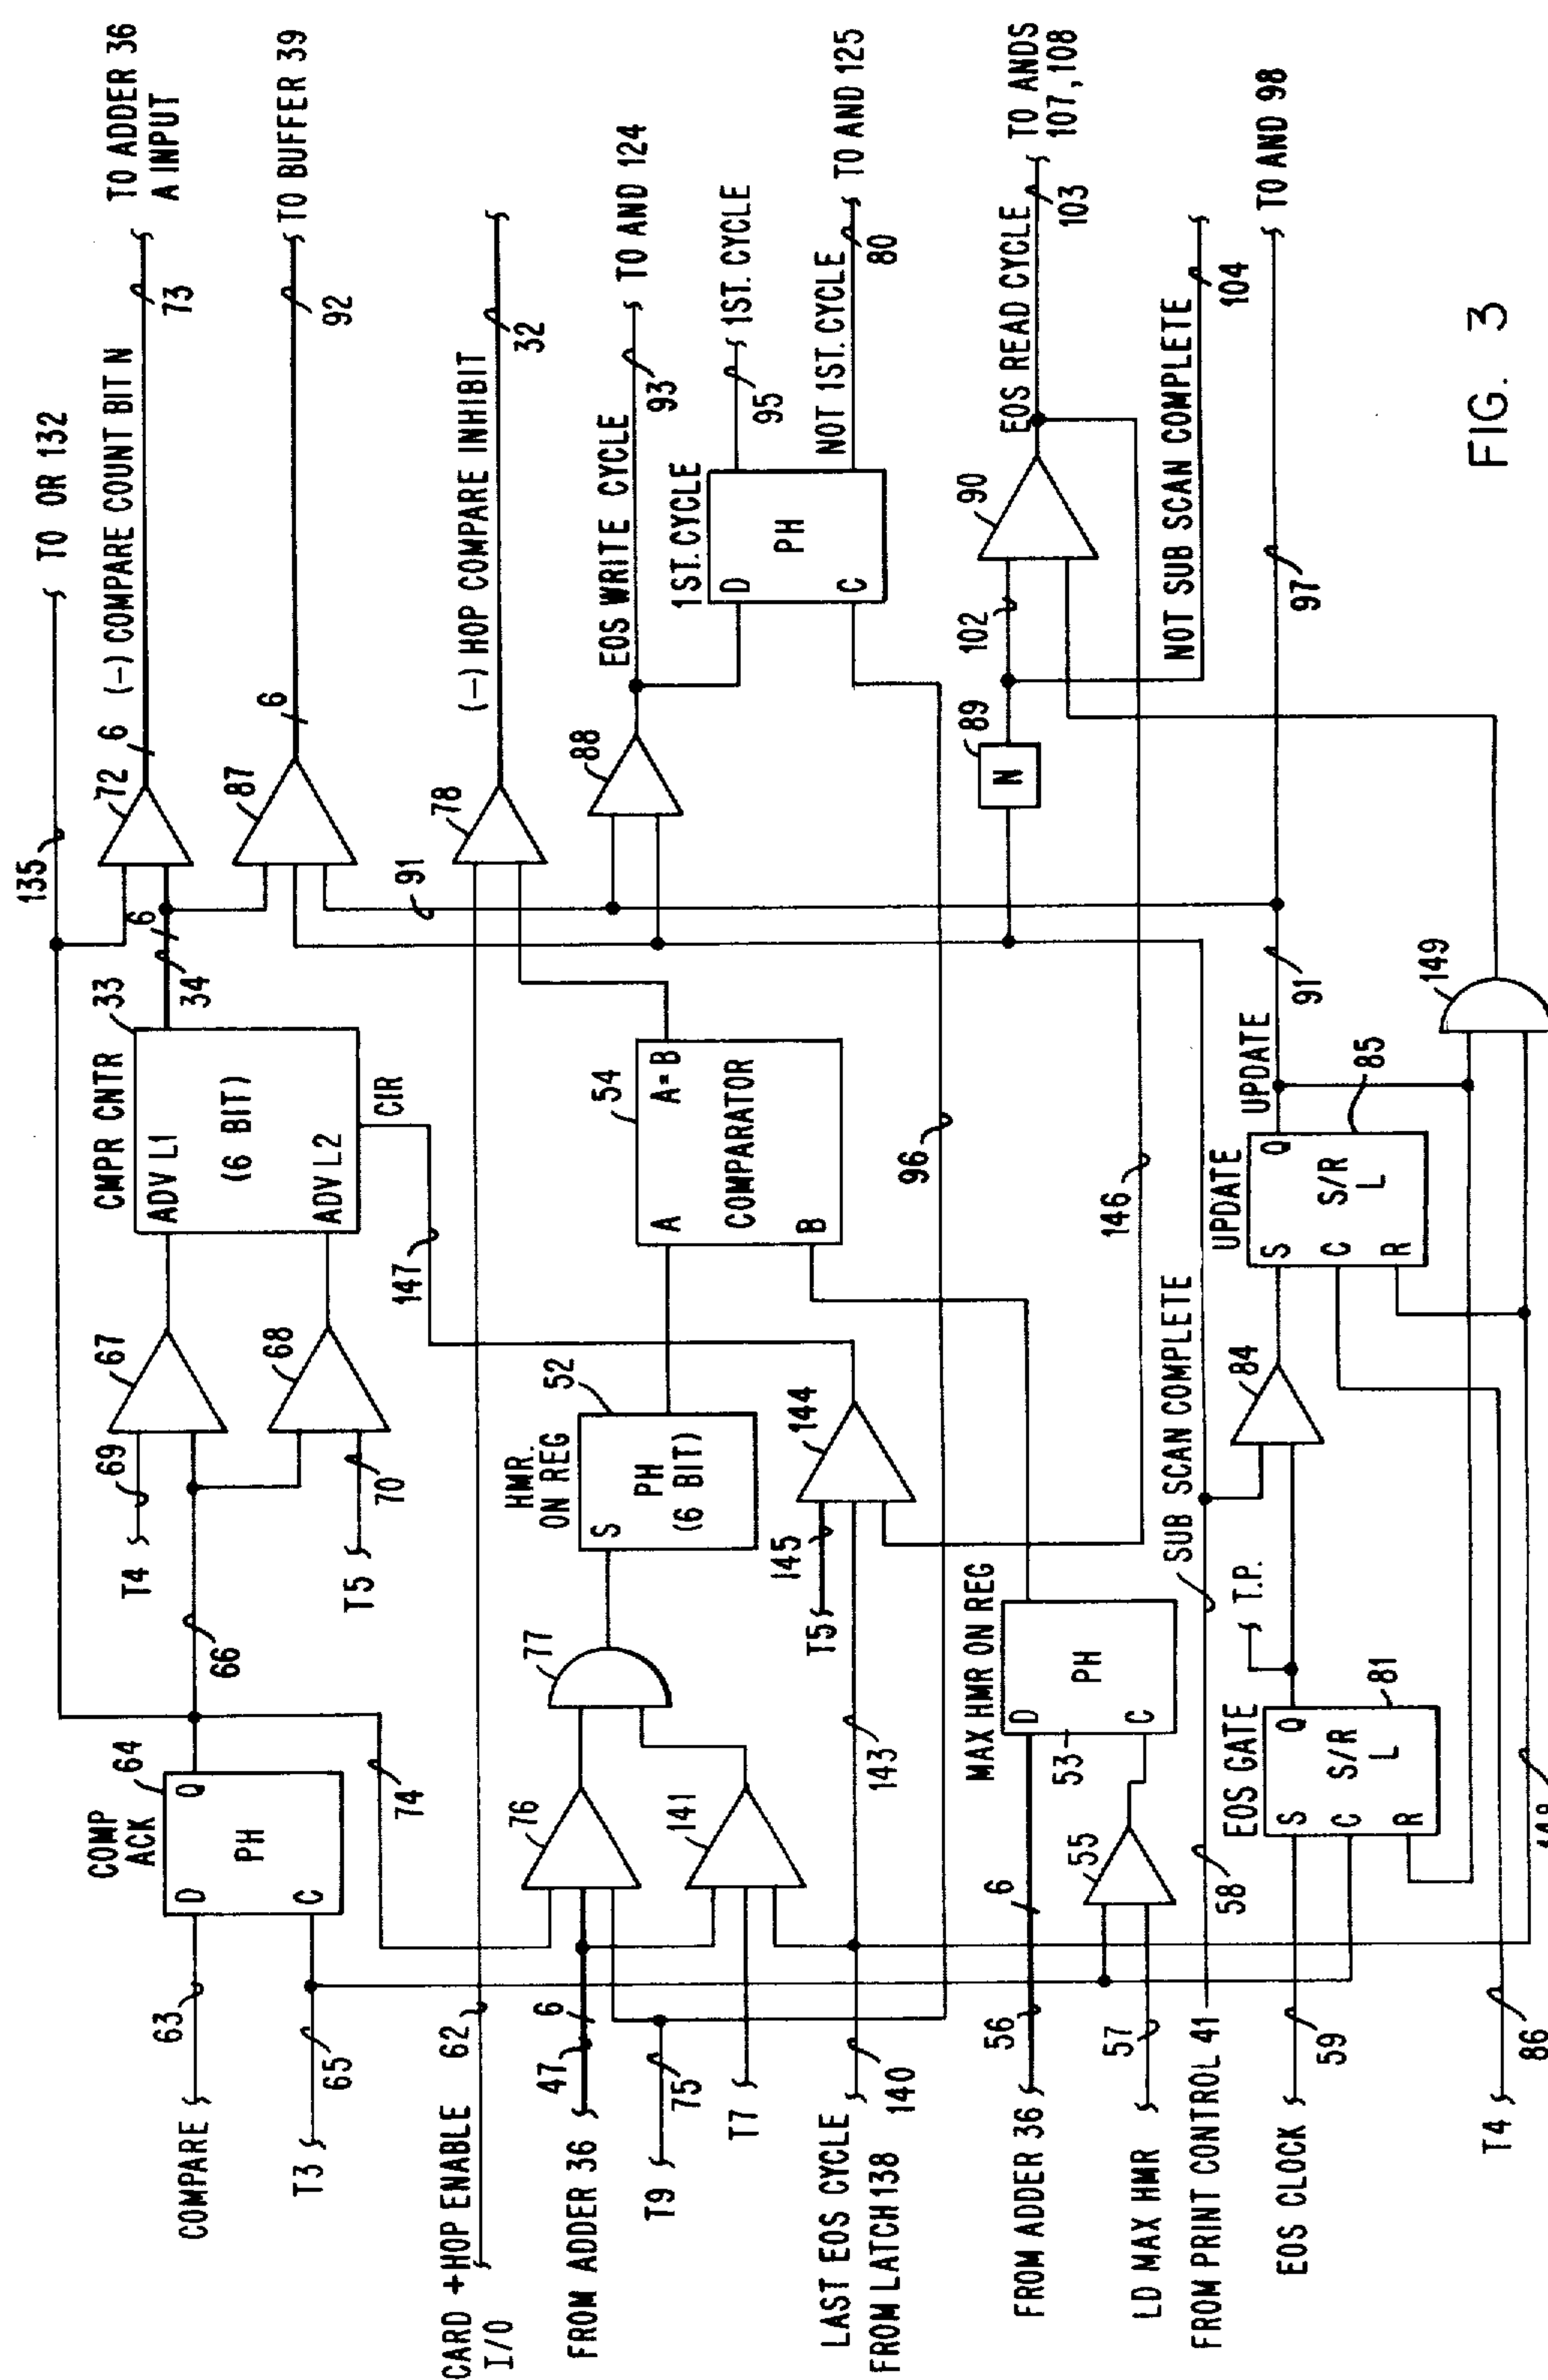 COMPARE
63
T3
65
COMP
ACK
64
D
Q
PH
C
66
74
T4
69
67
T5
70
68
CMPR CNTR
33
ADV L1
(6 BIT)
ADV L2
CIR
147
34
6
135
TO OR 132
72
6
(-) COMPARE COUNT BIT N
73
TO ADDER 36
A INPUT
87
6
92
TO BUFFER 39
CARD + HOP ENABLE
I/O
62
78
(-) HOP COMPARE INHIBIT
32
91
FROM ADDER 36
47
6
T9
75
T7
76
77
141
HMR.
ON REG
52
S
PH
(6 BIT)
54
A
A=B
COMPARATOR
B
88
EOS WRITE CYCLE
93
TO AND 124
1ST. CYCLE
D
PH
C
95
1ST. CYCLE
NOT 1ST. CYCLE
80
TO AND 125
96
LAST EOS CYCLE
FROM LATCH 138
140
143
T5
145
144
146
FROM ADDER 36
56
6
LD MAX HMR
57
55
MAX HMR ON REG
D
53
PH
C
FROM PRINT CONTROL 41
58
SUB SCAN COMPLETE
89
N
102
90
EOS READ CYCLE
103
TO ANDS
107, 108
NOT SUB SCAN COMPLETE
104
EOS CLOCK
59
EOS GATE
S
Q
S/R
L
C
R
81
T.P.
84
UPDATE
S
Q
S/R
L
C
R
85
UPDATE
91
97
TO AND 98
T4
86
148
149
FIG. 3